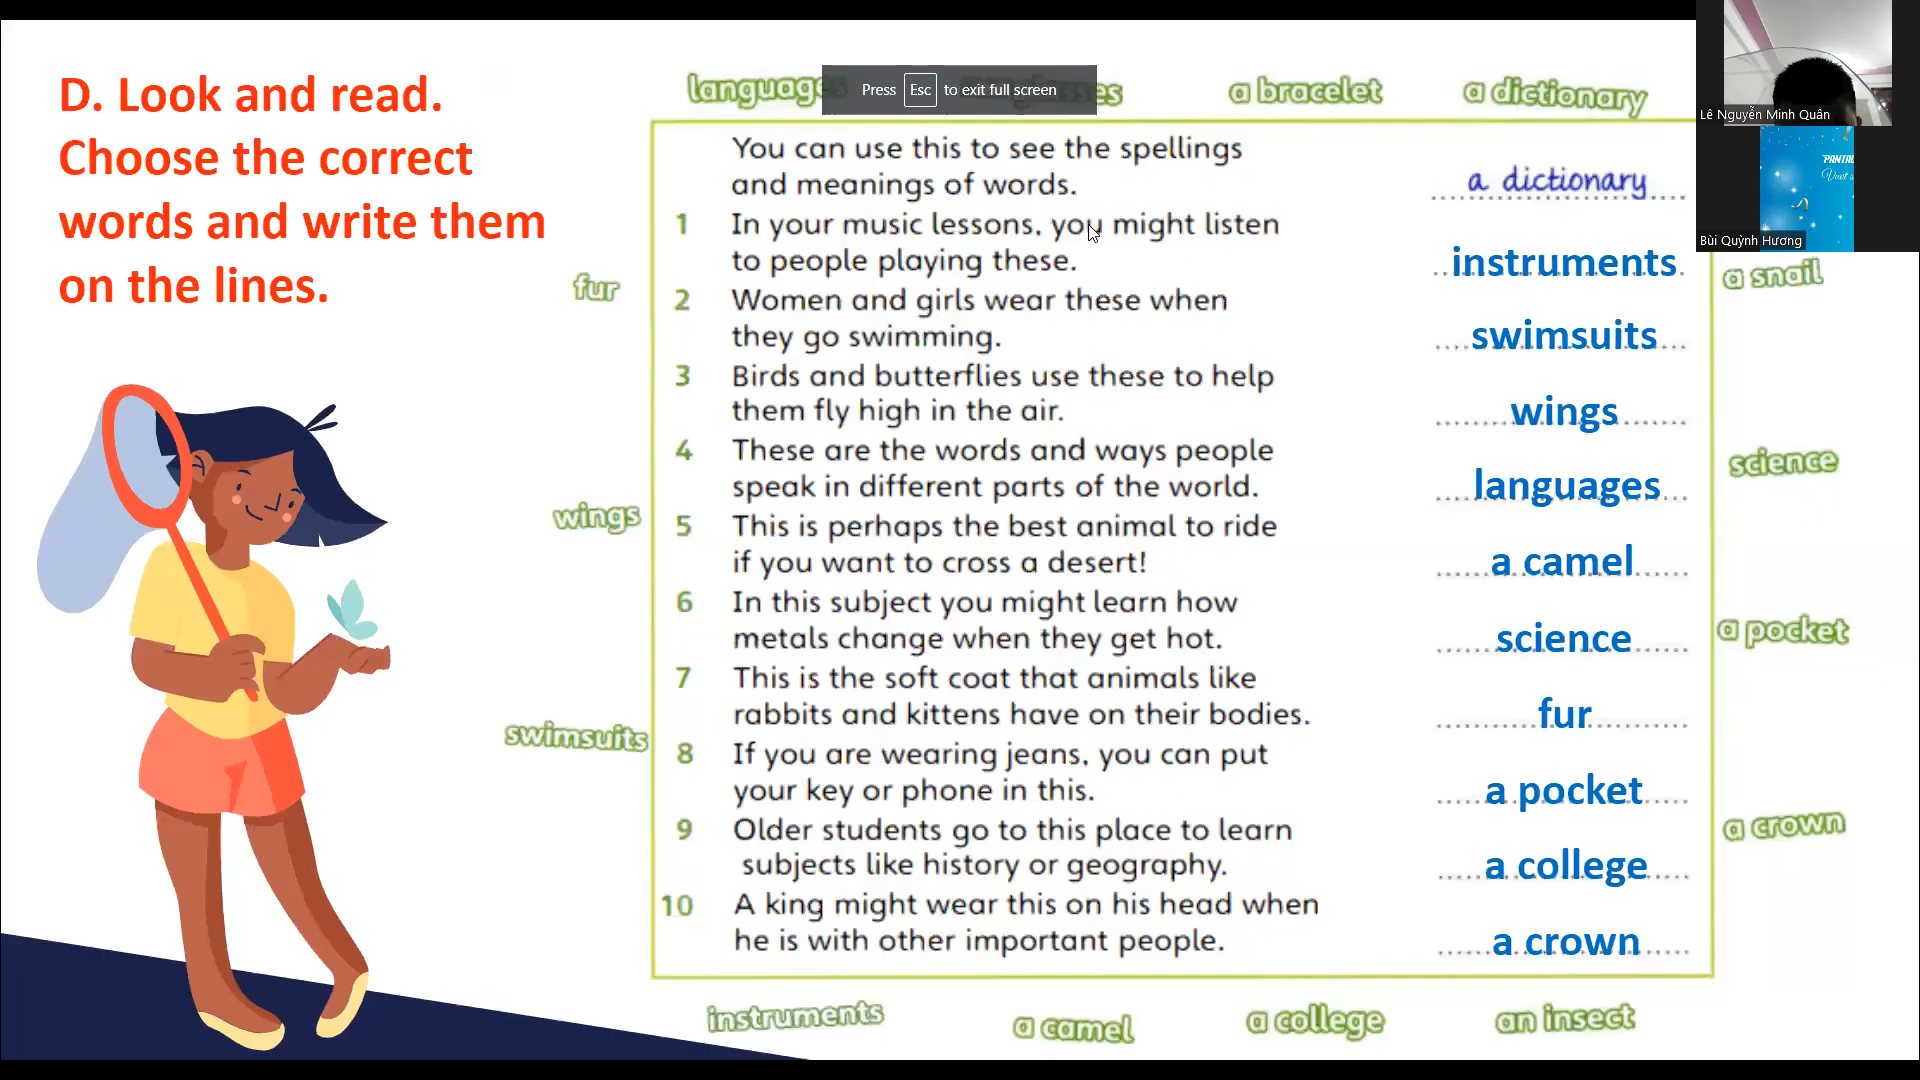 D. Look and read.
Choose the correct
words and write them
on the lines.
languages
a bracelet
a dictionary
Press Esc to exit full screen
You can use this to see the spellings
and meanings of words.
a dictionary
1 In your music lessons, you might listen
to people playing these.
instruments
2 Women and girls wear these when
they go swimming.
swimsuits
3 Birds and butterflies use these to help
them fly high in the air.
wings
4 These are the words and ways people
speak in different parts of the world.
languages
5 This is perhaps the best animal to ride
if you want to cross a desert!
a camel
6 In this subject you might learn how
metals change when they get hot.
science
7 This is the soft coat that animals like
rabbits and kittens have on their bodies.
fur
8 If you are wearing jeans, you can put
your key or phone in this.
a pocket
9 Older students go to this place to learn
subjects like history or geography.
a college
10 A king might wear this on his head when
he is with other important people.
a crown
fur
wings
swimsuits
a snail
science
a pocket
a crown
instruments
a camel
a college
an insect
Lê Nguyễn Minh Quân
Bùi Quỳnh Hương